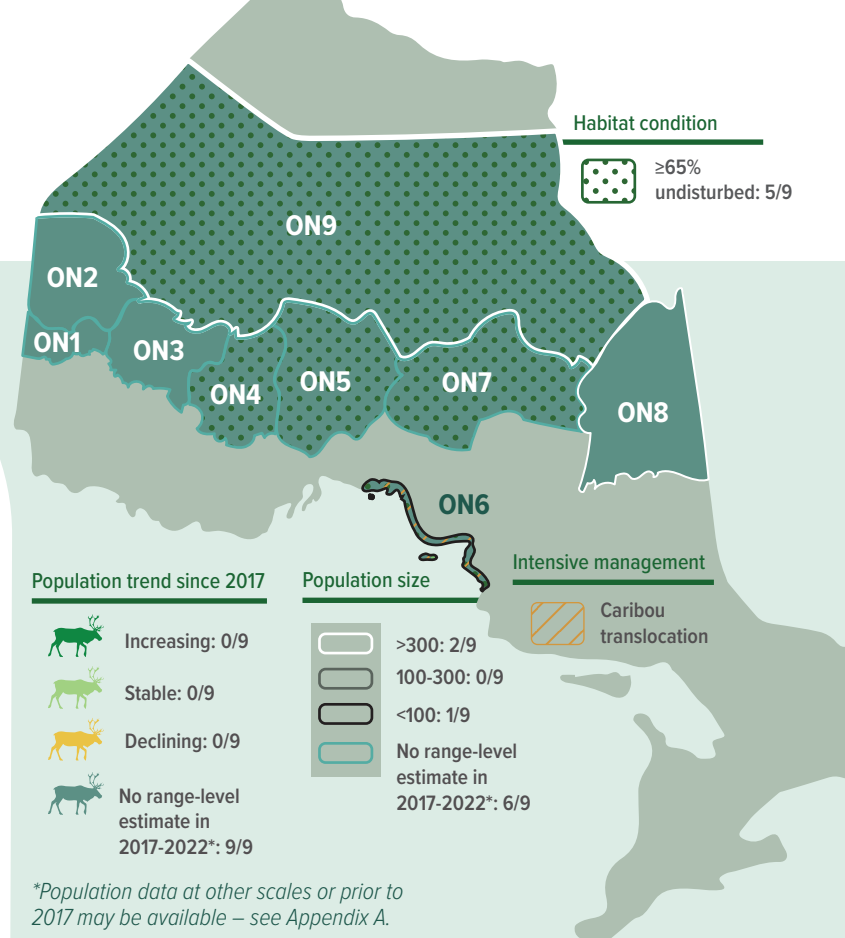 Habitat condition
≥65%
undisturbed: 5/9
ON9
ON2
ON1
ON3
ON4
ON5
ON7
ON8
ON6
Population trend since 2017
Increasing: 0/9
Stable: 0/9
Declining: 0/9
No range-level
estimate in
2017-2022*: 9/9
Population size
>300: 2/9
100-300: 0/9
<100: 1/9
No range-level
estimate in
2017-2022*: 6/9
Intensive management
Caribou
translocation
*Population data at other scales or prior to
2017 may be available – see Appendix A.